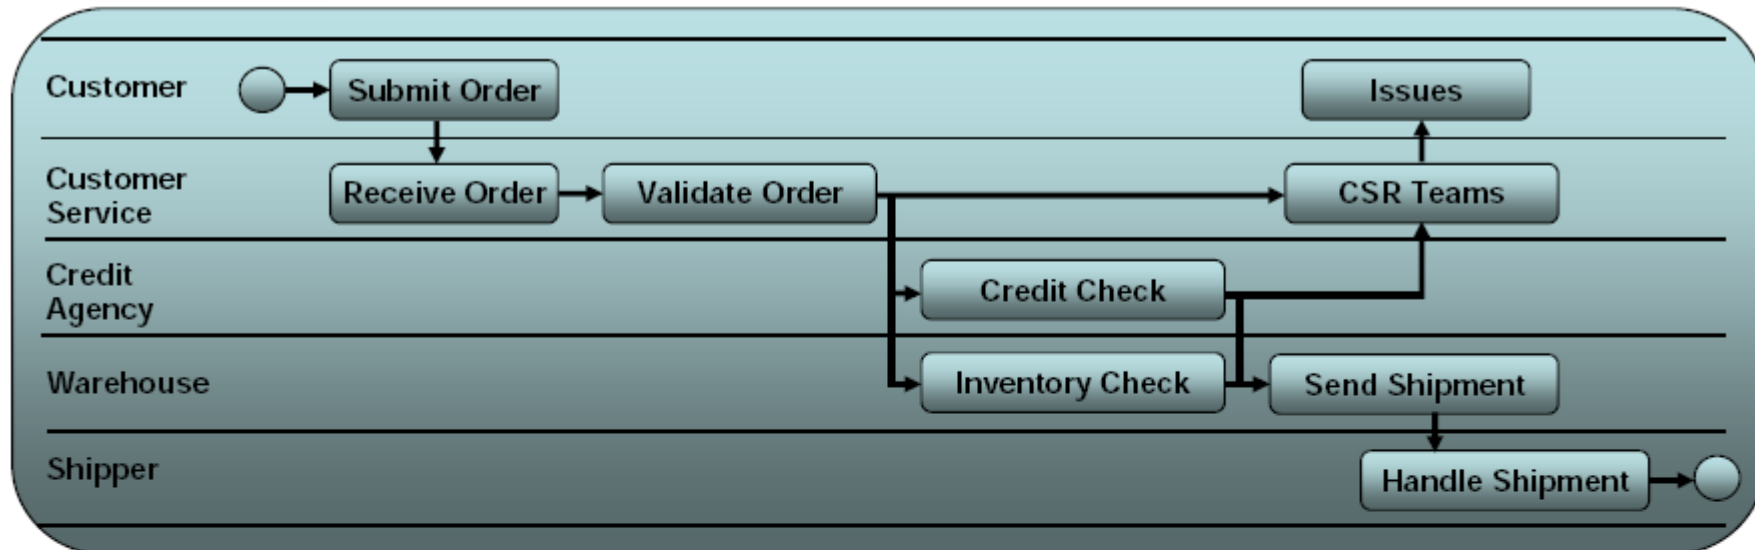 Customer
Submit Order
Issues
Customer
Service
Receive Order
Validate Order
CSR Teams
Credit
Agency
Credit Check
Warehouse
Inventory Check
Send Shipment
Shipper
Handle Shipment